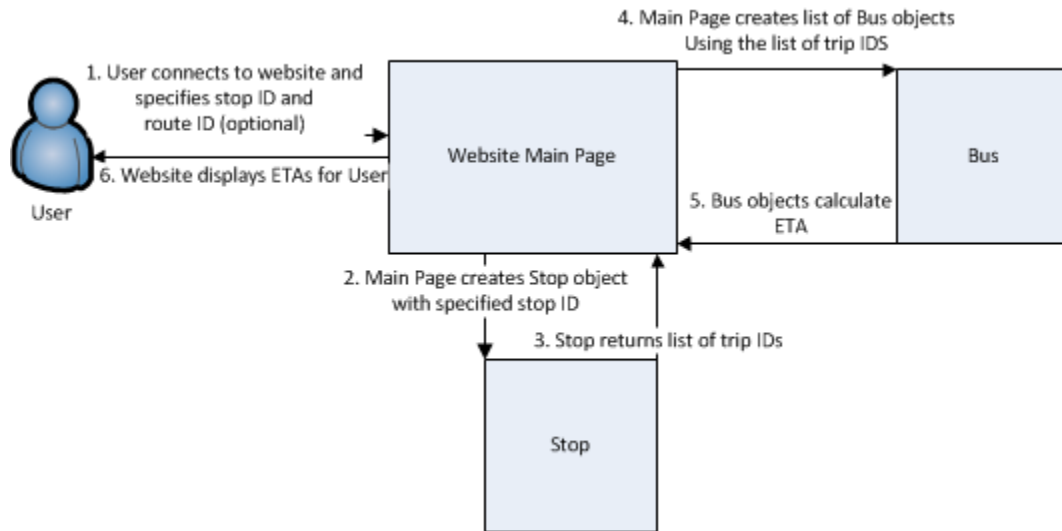 4. Main Page creates list of Bus objects
Using the list of trip IDS
1. User connects to website and
specifies stop ID and
route ID (optional)
Website Main Page
Bus
6. Website displays ETAs for User
User
5. Bus objects calculate
ETA
2. Main Page creates Stop object
with specified stop ID
3. Stop returns list of trip IDs
Stop